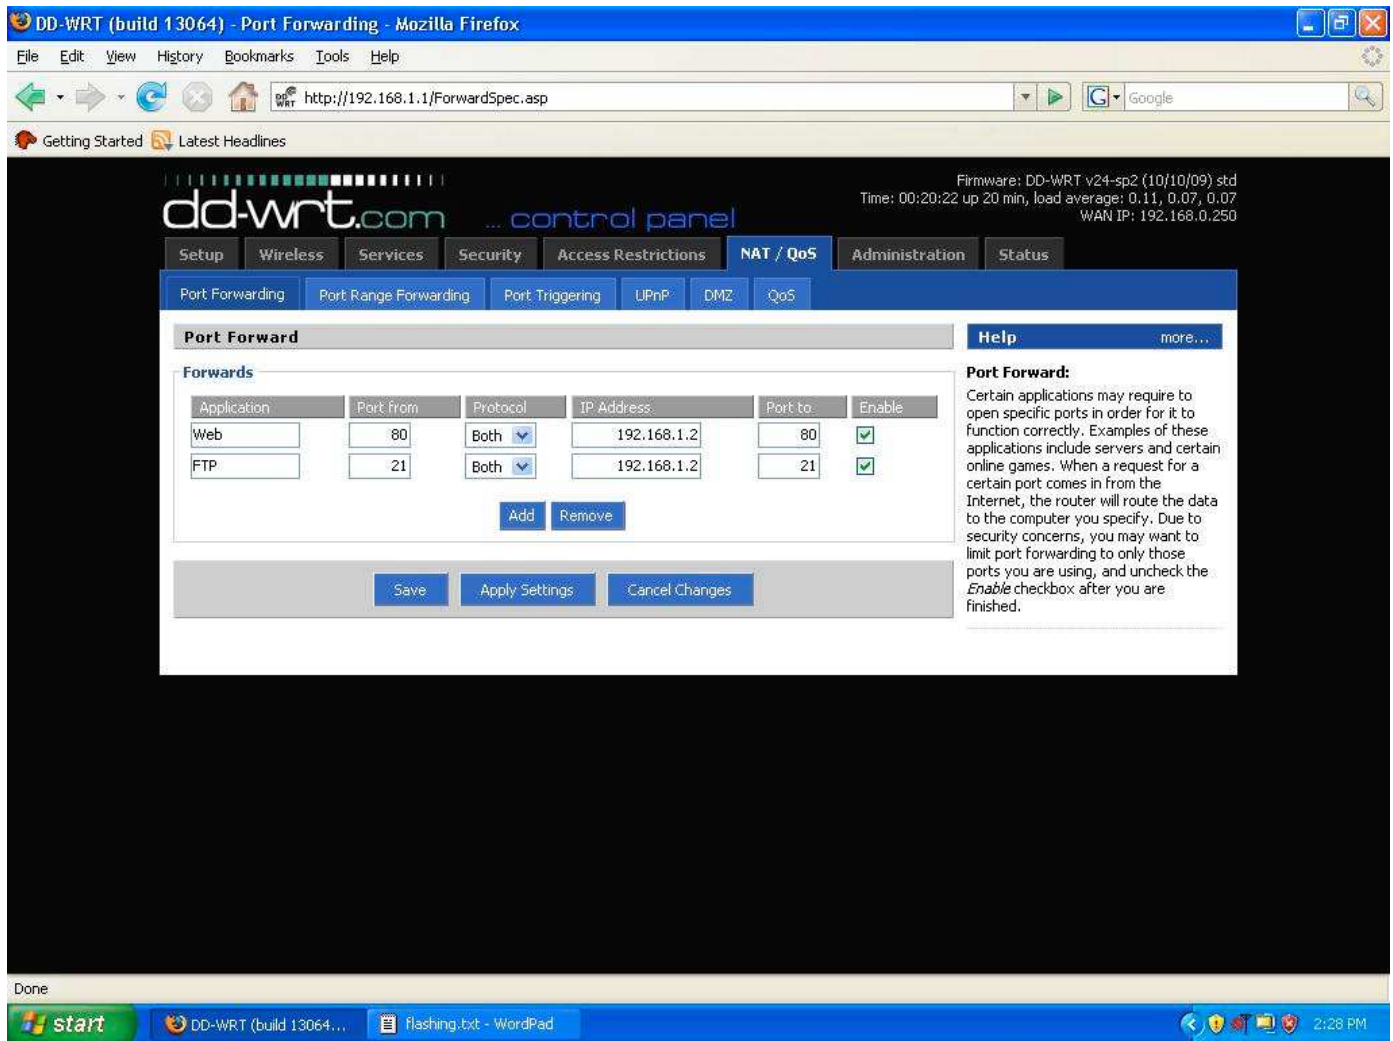 DD-WRT (build 13064) - Port Forwarding - Mozilla Firefox
File Edit View History Bookmarks Tools Help
DD WRT http://192.168.1.1/ForwardSpec.asp G Google
Getting Started Latest Headlines
Firmware: DD-WRT v24-sp2 (10/10/09) std
Time: 00:20:22 up 20 min, load average: 0.11, 0.07, 0.07
WAN IP: 192.168.0.250
dd-wrt.com ... control panel
Setup Wireless Services Security Access Restrictions NAT / QoS Administration Status
Port Forwarding Port Range Forwarding Port Triggering UPnP DMZ QoS
Port Forward
Forwards
Application Port from Protocol IP Address Port to Enable
Web 80 Both 192.168.1.2 80
FTP 21 Both 192.168.1.2 21
Add Remove
Save Apply Settings Cancel Changes
Help more...
Port Forward:
Certain applications may require to
open specific ports in order for it to
function correctly. Examples of these
applications include servers and certain
online games. When a request for a
certain port comes in from the
Internet, the router will route the data
to the computer you specify. Due to
security concerns, you may want to
limit port forwarding to only those
ports you are using, and uncheck the
Enable checkbox after you are
finished.
Done
start DD-WRT (build 13064... flashing.txt - WordPad 2:28 PM